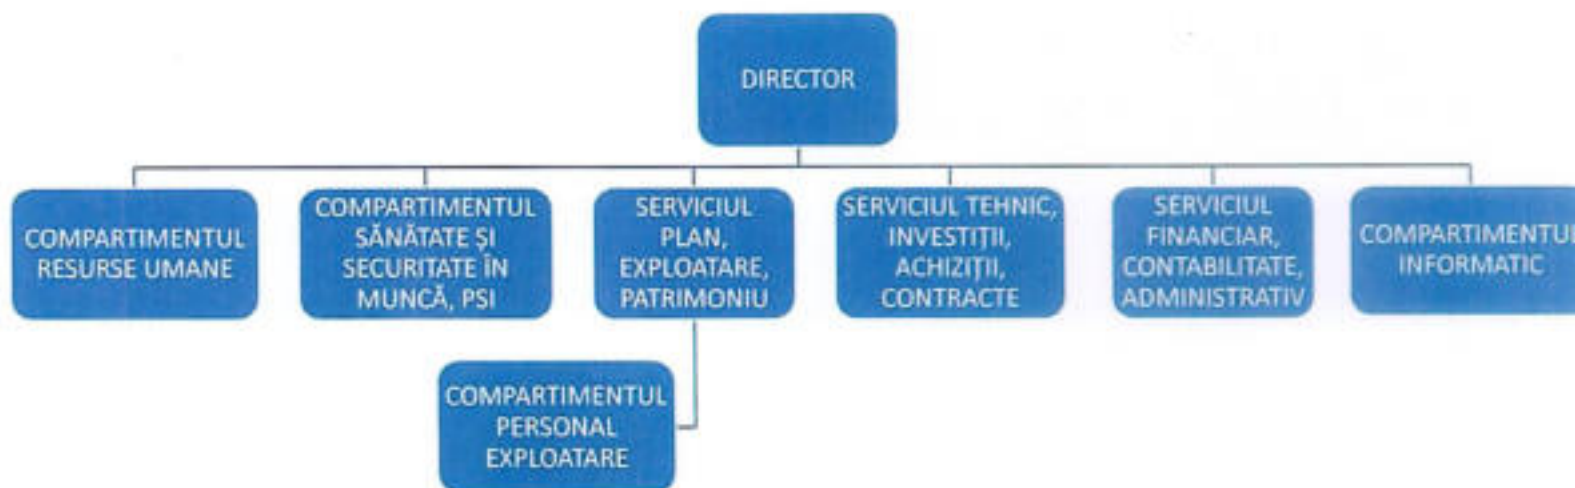 DIRECTOR
COMPARTIMENTUL
RESURSE UMANE
COMPARTIMENTUL
SĂNĂTATE ȘI
SECURITATE ÎN
MUNCĂ, PSI
SERVICIUL
PLAN,
EXPLOATARE,
PATRIMONIU
SERVICIUL TEHNIC,
INVESTIȚII,
ACHIZIȚII,
CONTRACTE
SERVICIUL
FINANCIAR,
CONTABILITATE,
ADMINISTRATIV
COMPARTIMENTUL
INFORMATIC
COMPARTIMENTUL
PERSONAL
EXPLOATARE